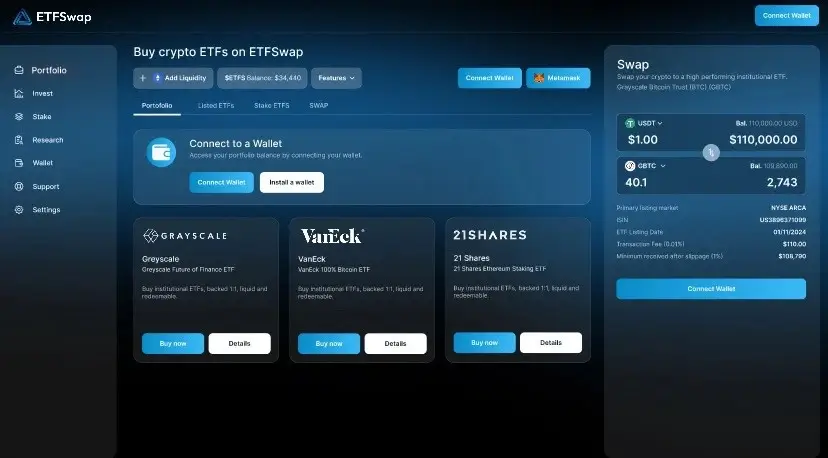 ETFSwap
Connect Wallet
Portfolio
Invest
Stake
Research
Wallet
Support
Settings
Buy crypto ETFs on ETFSwap
+ Add Liquidity
$ETFS Balance: $34,440
Features
Connect Wallet
Metamask
Portofolio
Listed ETFs
Stake ETFS
SWAP
Connect to a Wallet
Access your portfolio balance by connecting your wallet.
Connect Wallet
Install a wallet
GRAYSCALE
Greyscale
Greyscale Future of Finance ETF
Buy institutional ETFs, backed 1:1, liquid and
redeemable.
Buy now
Details
VanEck
VanEck
VanEck 100% Bitcoin ETF
Buy institutional ETFs, backed 1:1, liquid and
redeemable.
Buy now
Details
21SHARES
21 Shares
21 Shares Ethereum Staking ETF
Buy institutional ETFs, backed 1:1, liquid and
redeemable
Buy now
Details
Swap
Swap your crypto to a high performing institutional ETF.
Grayscale Bitcoin Trust (BTC) (GBTC)
USDT
Bal. 110,000.00 USD
$1.00
$110,000.00
GBTC
Bal. 109,890.00
40.1
2,743
Primary listing market
NYSE ARCA
ISIN
US3896371099
ETF Listing Date
01/11/2024
Transaction Fee (0.01%)
$110.00
Minimum received after slippage (1%)
$108,790
Connect Wallet